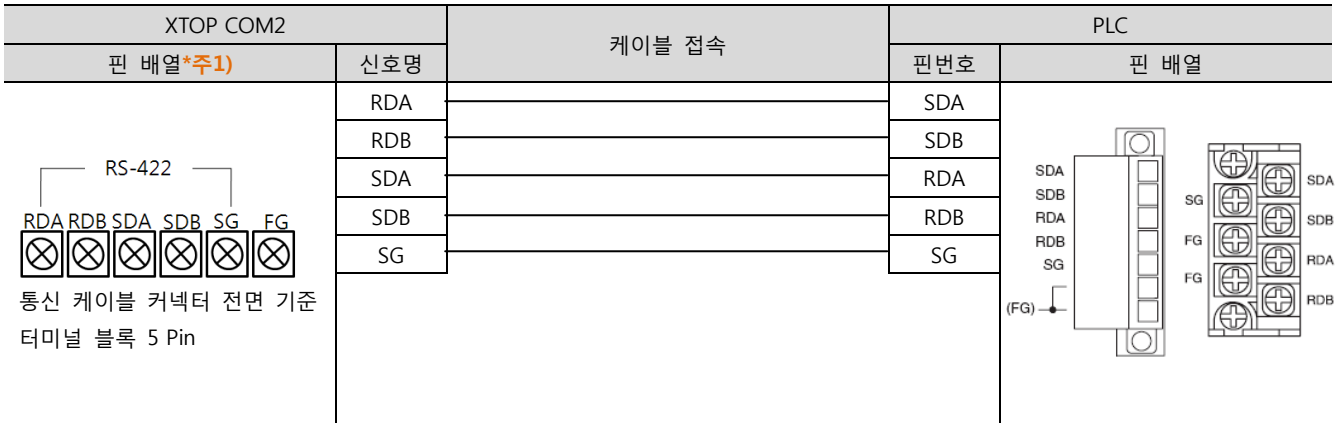 XTOP COM2
케이블 접속
PLC
핀 배열*주1)
신호명
핀번호
핀 배열
RDA
SDA
RDB
SDB
SDA
RDA
SDB
RDB
SG
SG
RS-422
RDA RDB SDA SDB SG FG
통신 케이블 커넥터 전면 기준
터미널 블록 5 Pin
SDA
SDB
RDA
RDB
SG
(FG)
SG
FG
FG
SDA
SDB
RDA
RDB